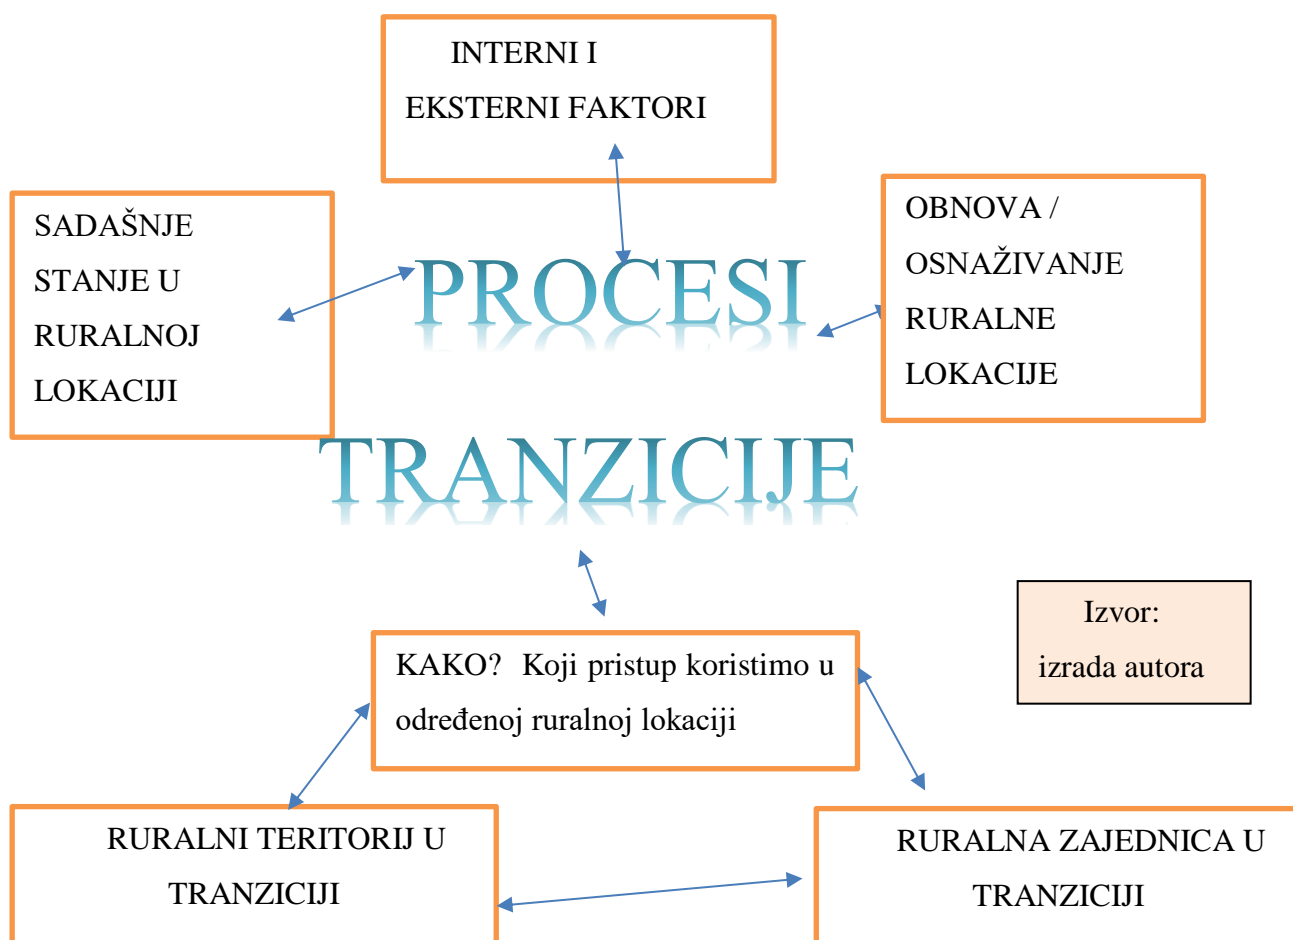 INTERNI I
EKSTERNI FAKTORI
SADAŠNJE
STANJE U
RURALNOJ
LOKACIJI
OBNOVA /
OSNAŽIVANJE
RURALNE
LOKACIJE
PROCESI
TRANZICIJE
KAKO? Koji pristup koristimo u
određenoj ruralnoj lokaciji
Izvor:
izrada autora
RURALNI TERITORIJ U
TRANZICIJI
RURALNA ZAJEDNICA U
TRANZICIJI